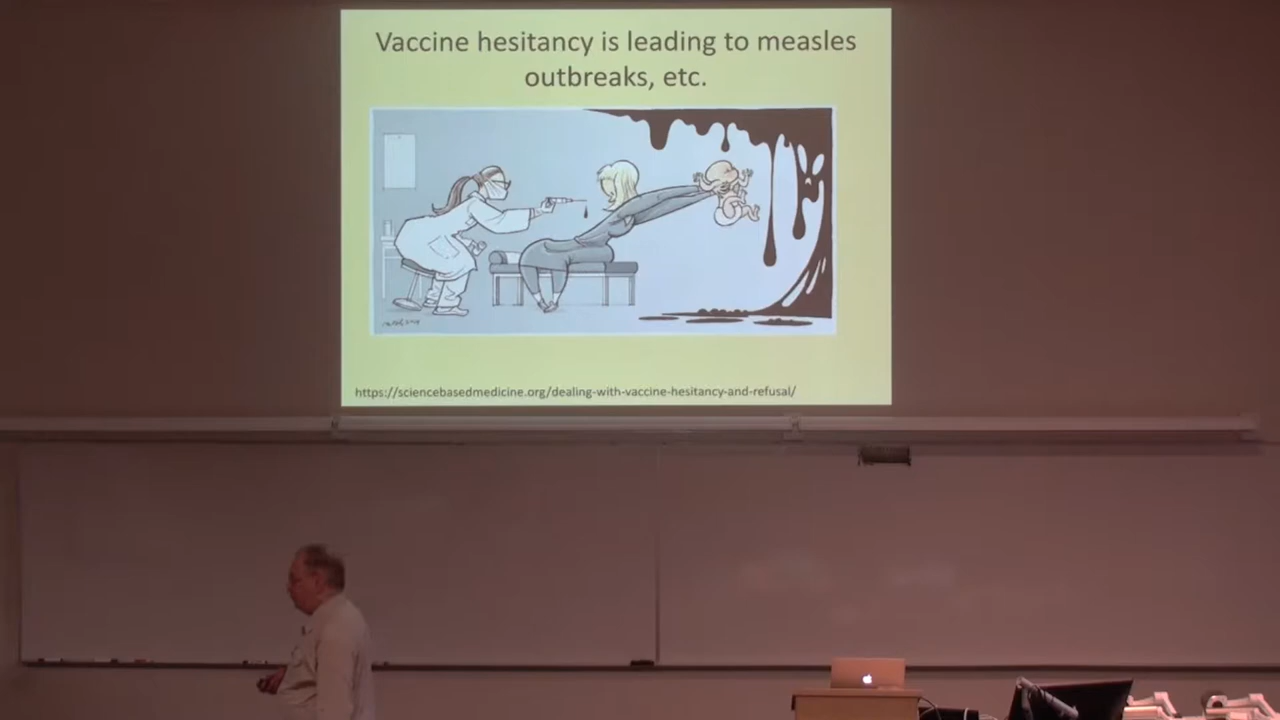 Vaccine hesitancy is leading to measles
outbreaks, etc.
https://sciencebasedmedicine.org/dealing-with-vaccine-hesitancy-and-refusal/